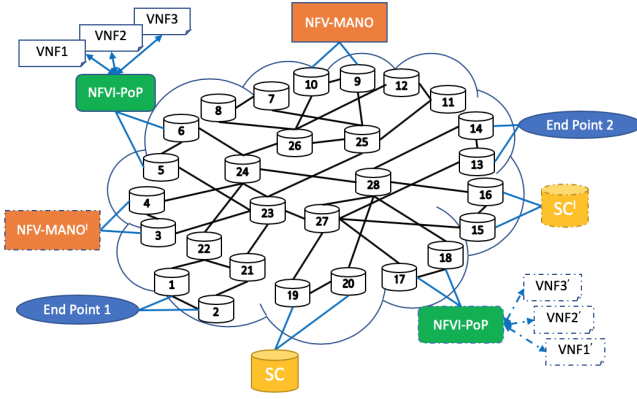 VNF3
NFV-MANO
VNF2
VNF1
9
10
12
NFVI-PoP
7
11
8
6
14
End Point 2
26
25
5
13
24
28
16
4
SCʲ
23
27
NFV-MANOʲ
3
15
22
18
21
17
1
20
VNF3′
19
End Point 1
2
VNF2′
NFVI-PoP
VNF1′
SC